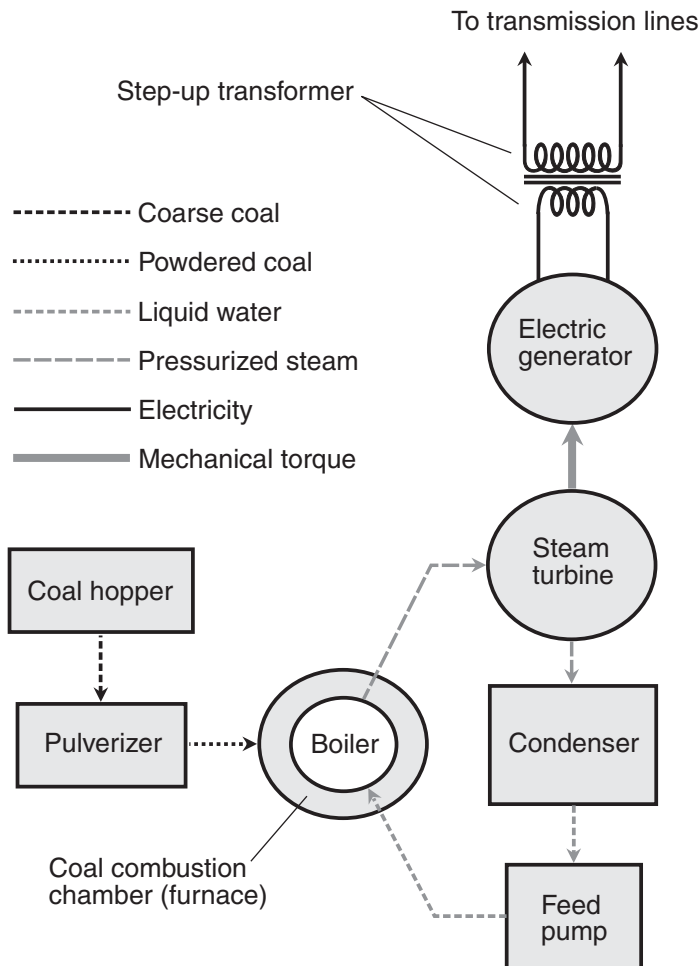 To transmission lines
Step-up transformer
Coarse coal
Powdered coal
Liquid water
Pressurized steam
Electricity
Mechanical torque
Electric
generator
Steam
turbine
Coal hopper
Pulverizer
Boiler
Condenser
Coal combustion
chamber (furnace)
Feed
pump